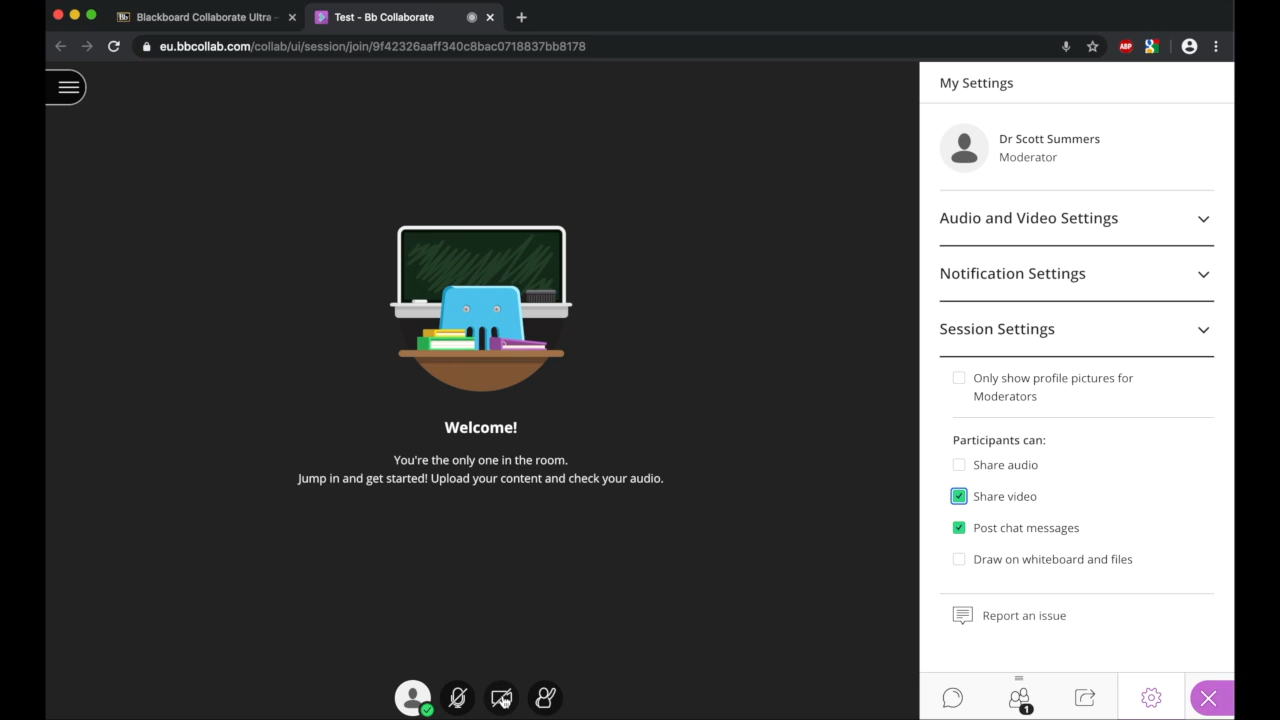 Bb Blackboard Collaborate Ultra –
Test - Bb Collaborate
eu.bbcollab.com/collab/ui/session/join/9f42326aaff340c8bac0718837bb8178
ABP
My Settings
Dr Scott Summers
Moderator
Audio and Video Settings
Notification Settings
Session Settings
Only show profile pictures for
Moderators
Participants can:
Share audio
Share video
Post chat messages
Draw on whiteboard and files
Report an issue
1
Welcome!
You're the only one in the room.
Jump in and get started! Upload your content and check your audio.